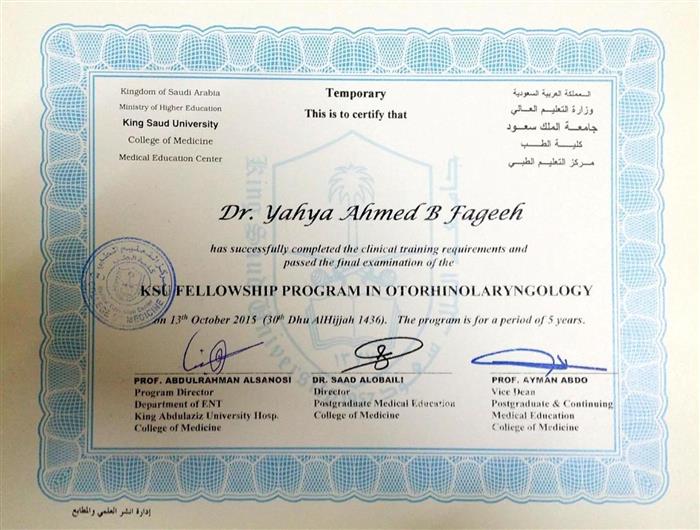 Kingdom of Saudi Arabia
Ministry of Higher Education
King Saud University
College of Medicine
Medical Education Center
Temporary
This is to certify that
المملكة العربية السعودية
وزارة التعليم العالي
جامعة الملك سعود
كلية الطب
مركز التعليم الطبي
Dr. Yahya Ahmed B Fageeh
has successfully completed the clinical training requirements and
passed the final examination of the
KSU FELLOWSHIP PROGRAM IN OTORHINOLARYNGOLOGY
on 13th October 2015 (30th Dhu AlHijjah 1436). The program is for a period of 5 years.
PROF. ABDULRAHMAN ALSANOSI
Program Director
Department of ENT
King Abdulaziz University Hosp.
College of Medicine
DR. SAAD ALOBAILI
Director
Postgraduate Medical Education
College of Medicine
PROF. AYMAN ABDO
Vice Dean
Postgraduate & Continuing
Medical Education
College of Medicine
إدارة انشر العلمي والمطابع